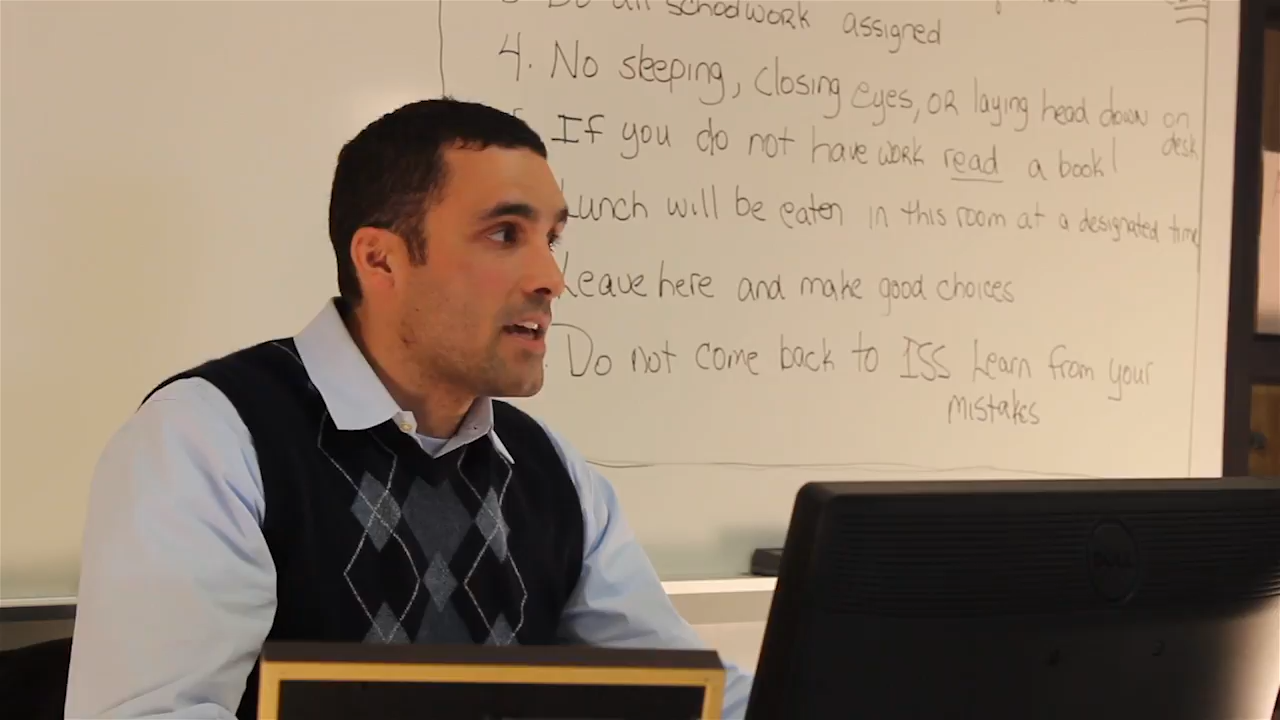 Do all schoolwork assigned
4. No sleeping, closing eyes, or laying head down on
desk
If you do not have work read a book!
Lunch will be eaten in this room at a designated time
Leave here and make good choices
Do not come back to ISS Learn from your
mistakes
DELL